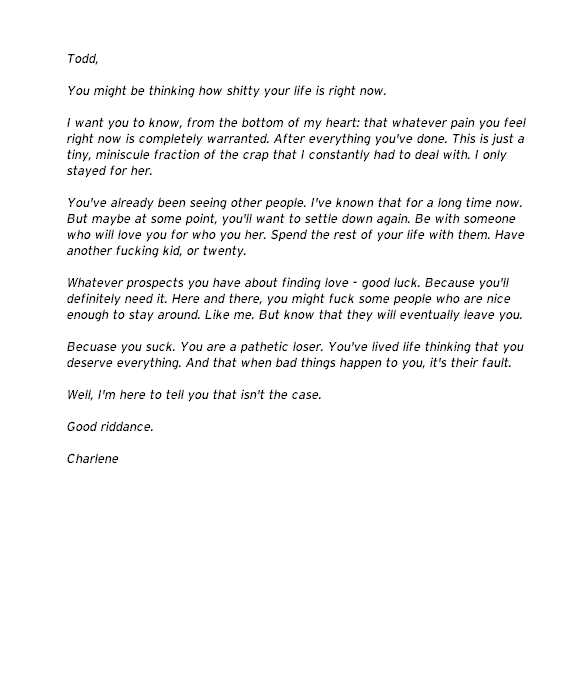 Todd,
You might be thinking how shitty your life is right now.
I want you to know, from the bottom of my heart: that whatever pain you feel
right now is completely warranted. After everything you've done. This is just a
tiny, miniscule fraction of the crap that I constantly had to deal with. I only
stayed for her.
You've already been seeing other people. I've known that for a long time now.
But maybe at some point, you'll want to settle down again. Be with someone
who will love you for who you her. Spend the rest of your life with them. Have
another fucking kid, or twenty.
Whatever prospects you have about finding love - good luck. Because you'll
definitely need it. Here and there, you might fuck some people who are nice
enough to stay around. Like me. But know that they will eventually leave you.
Becuase you suck. You are a pathetic loser. You've lived life thinking that you
deserve everything. And that when bad things happen to you, it's their fault.
Well, I'm here to tell you that isn't the case.
Good riddance.
Charlene